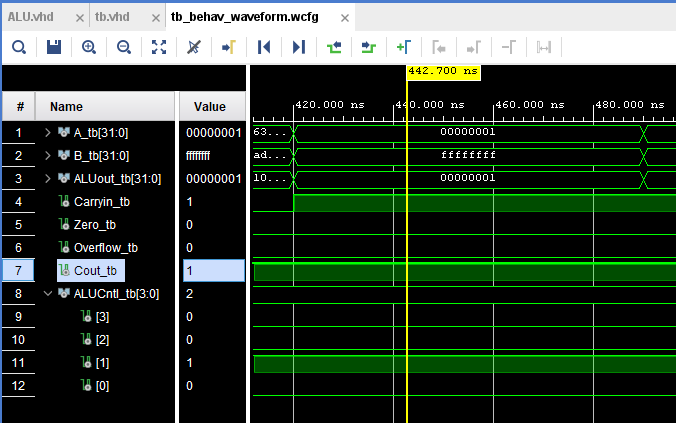 ALU.vhd tb.vhd tb_behav_waveform.wcfg
442.700 ns
# Name Value 420.000 ns 440.000 ns 460.000 ns 480.000 ns
1 A_tb[31:0] 00000001 63... 00000001
2 B_tb[31:0] ffffffff ad... ffffffff
3 ALUout_tb[31:0] 00000001 10... 00000001
4 Carryin_tb 1
5 Zero_tb 0
6 Overflow_tb 0
7 Cout_tb 1
8 ALUCntl_tb[3:0] 2
9 [3] 0
10 [2] 0
11 [1] 1
12 [0] 0